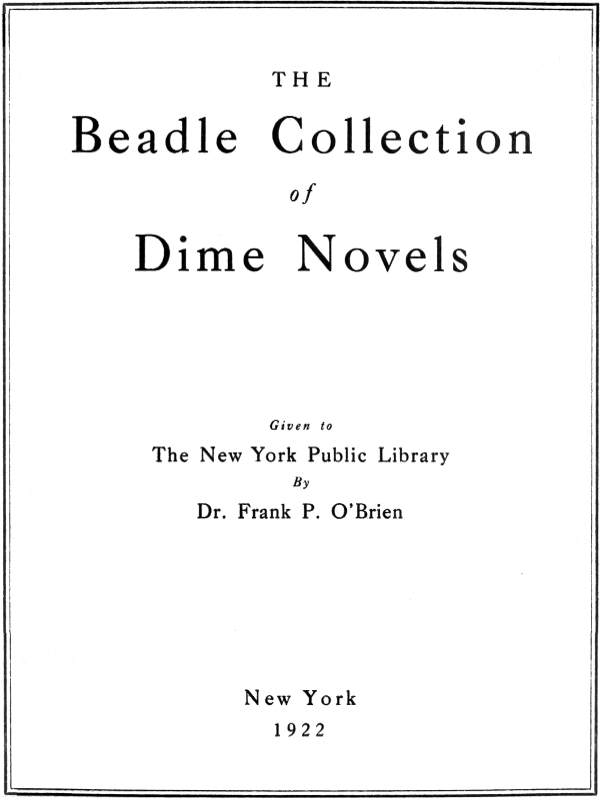 THE
Beadle Collection
of
Dime Novels
Given to
The New York Public Library
By
Dr. Frank P. O'Brien
New York
1922